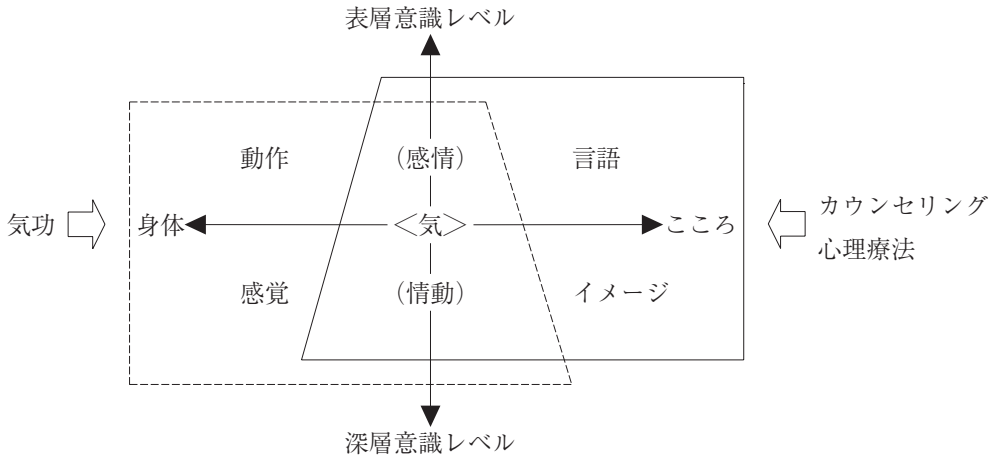 表層意識レベル
動作
（感情）
言語
気功
身体
＜気＞
こころ
カウンセリング
心理療法
感覚
（情動）
イメージ
深層意識レベル